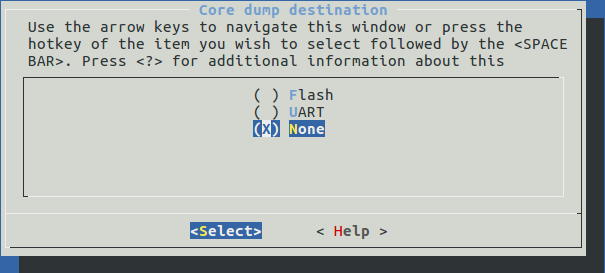 Core dump destination
Use the arrow keys to navigate this window or press the
hotkey of the item you wish to select followed by the <SPACE
BAR>. Press <?> for additional information about this
( ) Flash
( ) UART
(X) None
<Select> < Help >